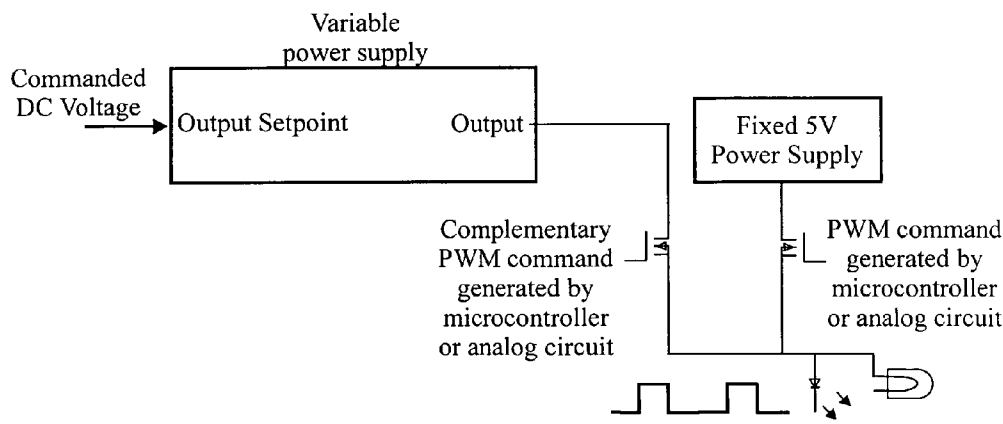 Variable
power supply
Commanded
DC Voltage
Output Setpoint
Output
Fixed 5V
Power Supply
Complementary
PWM command
generated by
microcontroller
or analog circuit
PWM command
generated by
microcontroller
or analog circuit